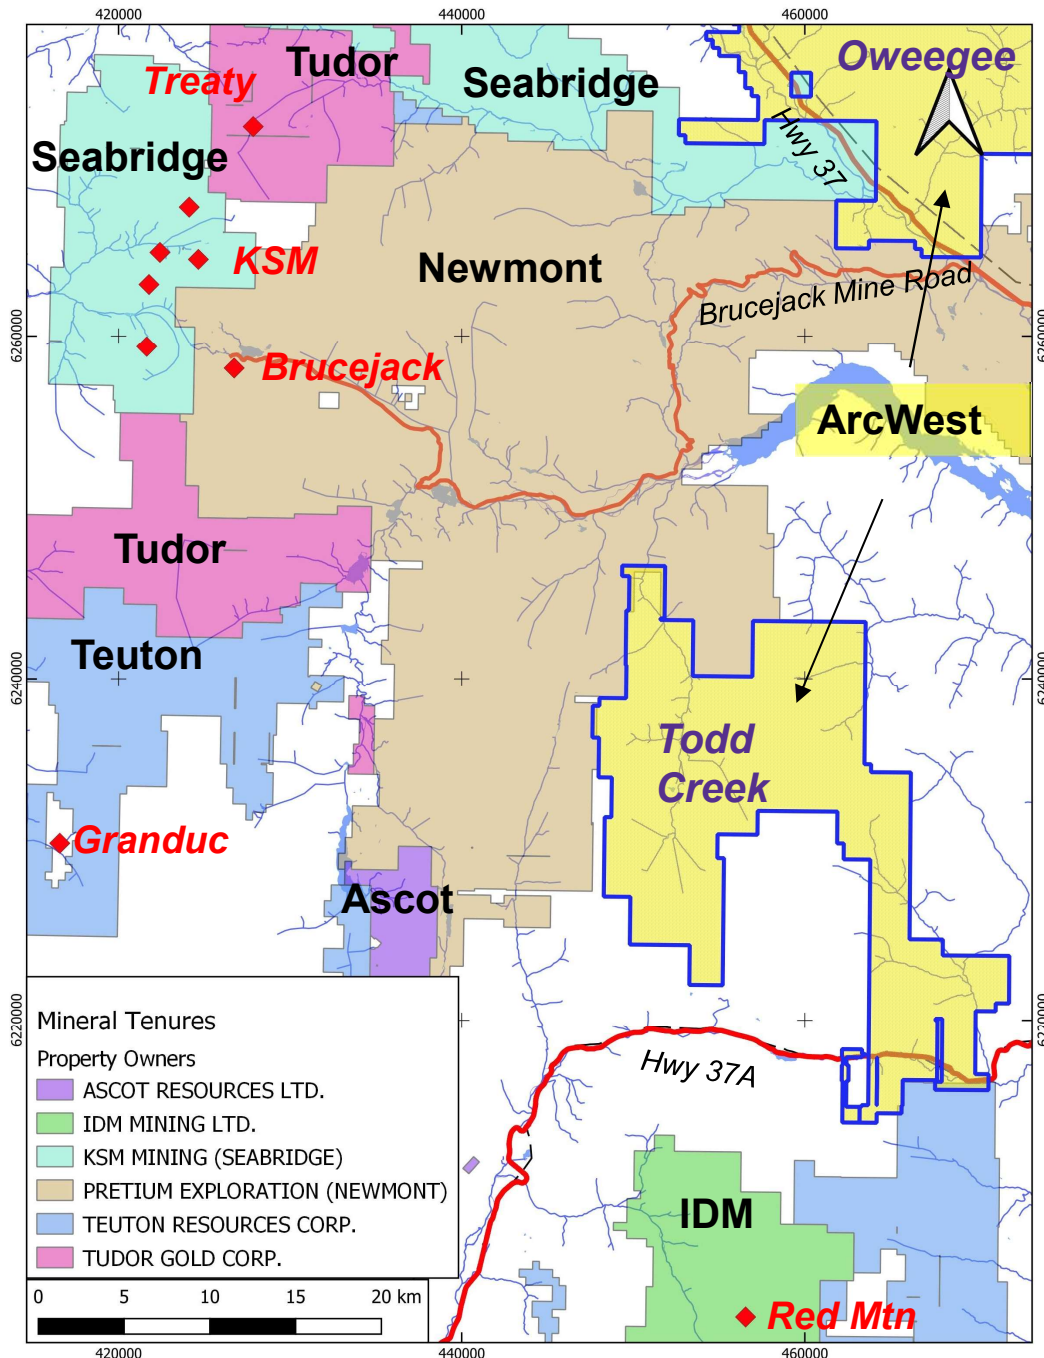 420000
440000
460000
Tudor
Oweegee
Treaty
Seabridge
Hwy 37
Seabridge
KSM
Newmont
Brucejack Mine Road
6260000
6260000
Brucejack
ArcWest
Tudor
Teuton
6240000
6240000
Todd
Creek
Granduc
Ascot
Mineral Tenures
6220000
6220000
Property Owners
Hwy 37A
ASCOT RESOURCES LTD.
IDM MINING LTD.
KSM MINING (SEABRIDGE)
PRETIUM EXPLORATION (NEWMONT)
IDM
TEUTON RESOURCES CORP.
TUDOR GOLD CORP.
0 5 10 15 20 km
Red Mtn
420000
440000
460000